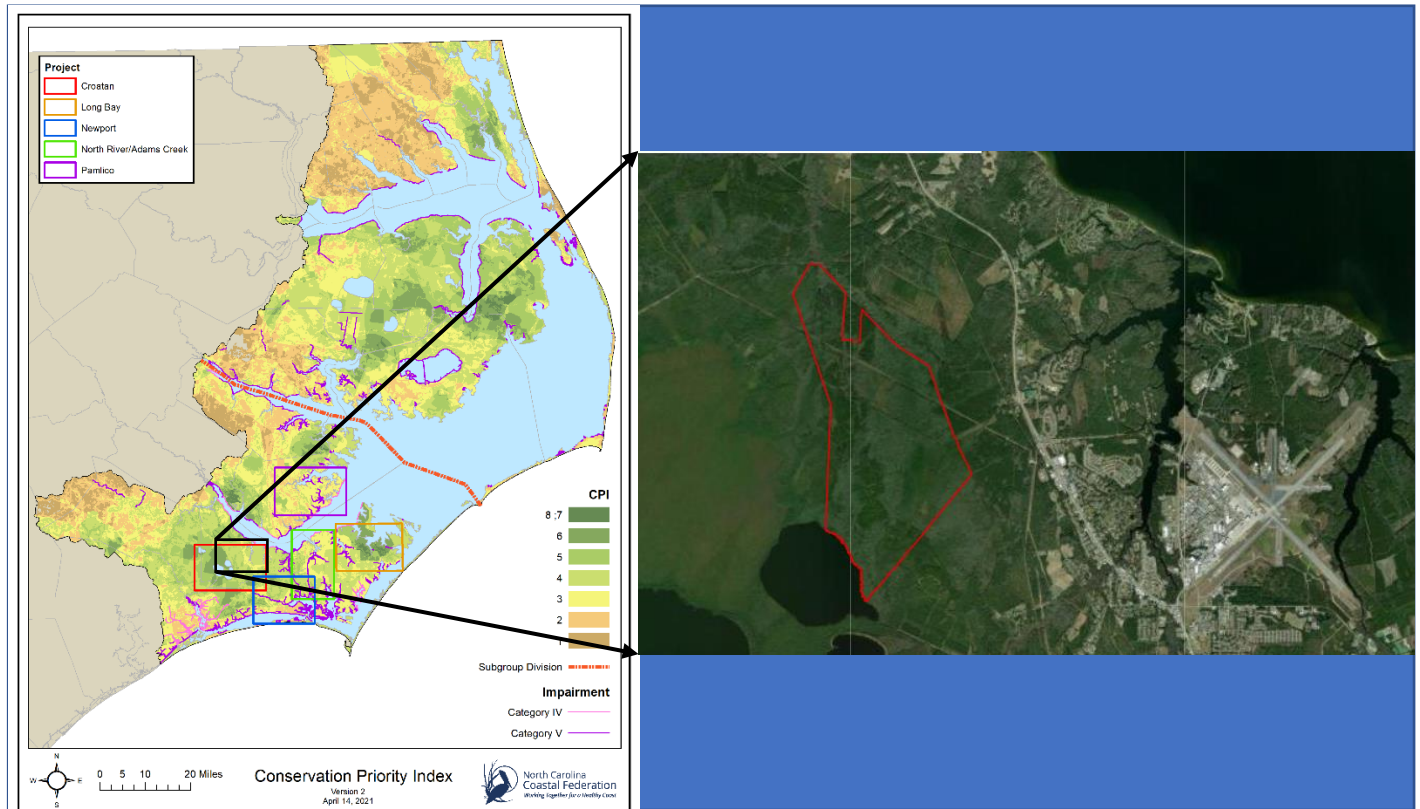 Project
Croatan
Long Bay
Newport
North River/Adams Creek
Pamlico
CPI
8 ;7
6
5
4
3
2
1
Subgroup Division
Impairment
Category IV
Category V
N
W
E
S
0 5 10 20 Miles
Conservation Priority Index
Version 2
April 14, 2021
North Carolina
Coastal Federation
Working Together for a Healthy Coast